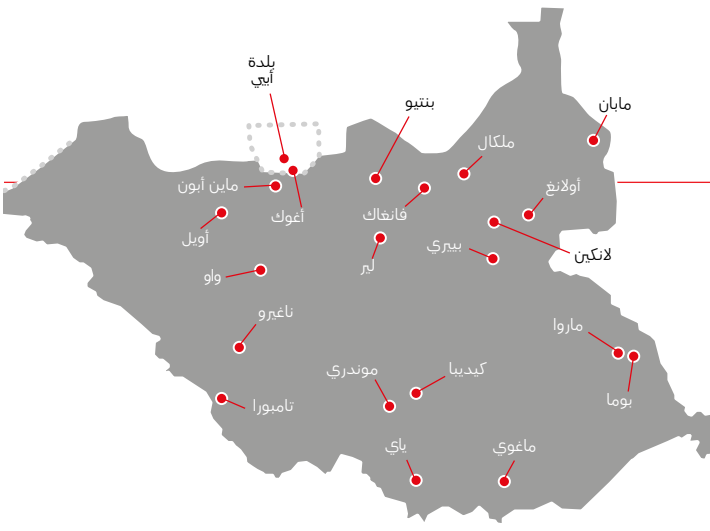 بلدة
أبيي
بنتيو
مابان
ملكال
ماين أبون
أغوك
فانغاك
أولانغ
أويل
لير
بييري
لانكين
واو
ناغيرو
ماروا
بوما
موندري
كيديبا
تامبورا
ياي
ماغوي